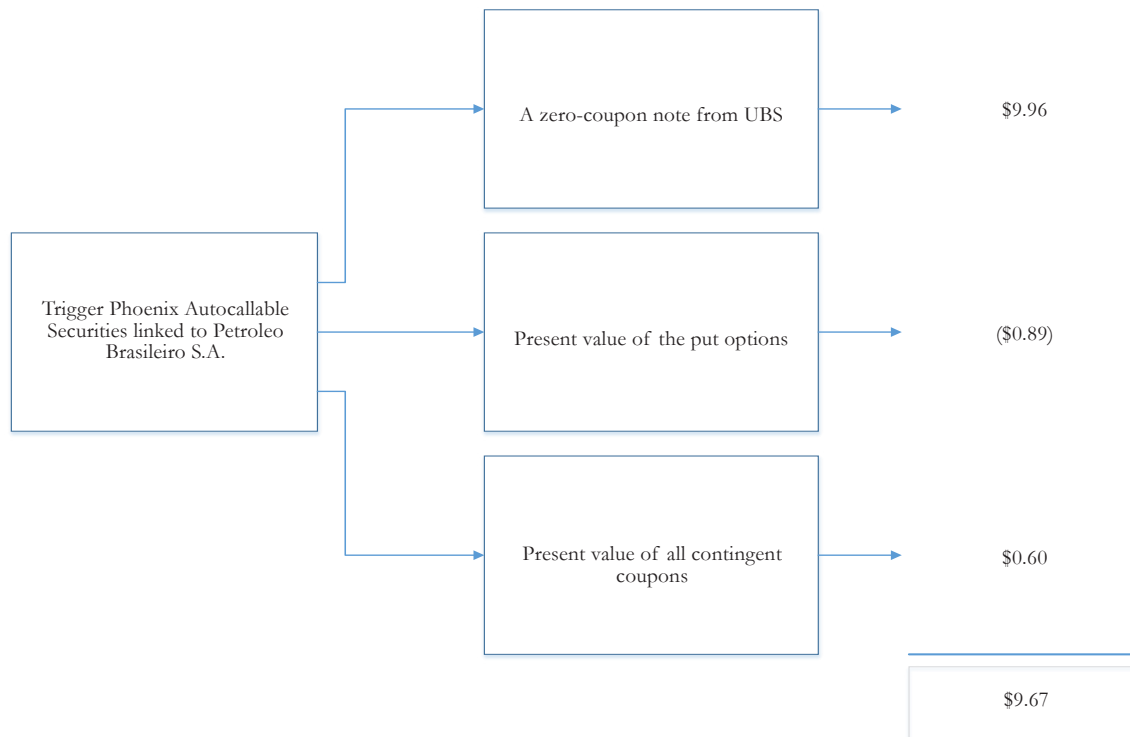 A zero-coupon note from UBS
$9.96
Trigger Phoenix Autocallable
Securities linked to Petroleo
Brasileiro S.A.
Present value of the put options
($0.89)
Present value of all contingent
coupons
$0.60
$9.67